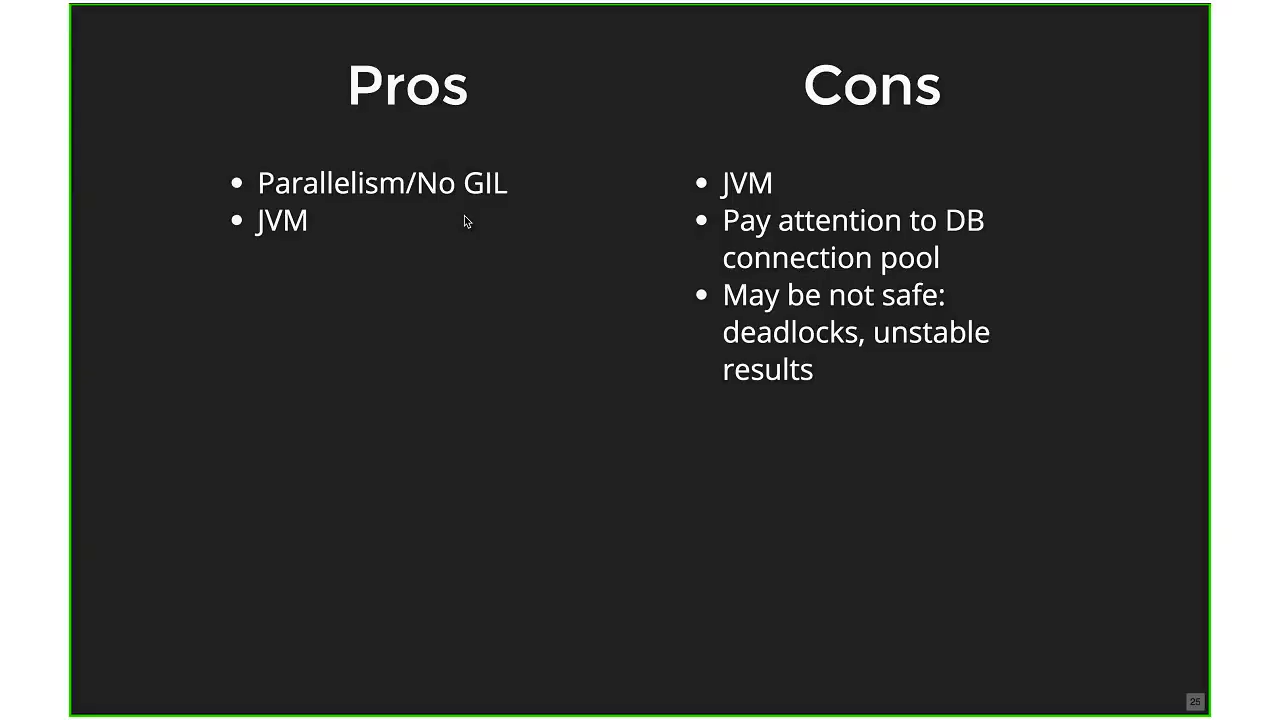 Pros
Parallelism/No GIL
JVM
Cons
JVM
Pay attention to DB
connection pool
May be not safe:
deadlocks, unstable
results
25